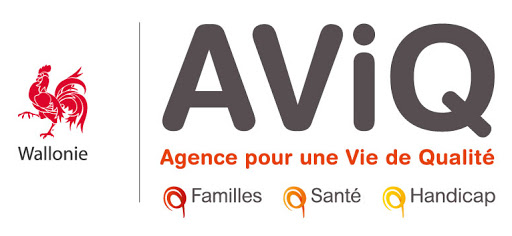 Wallonie
AViQ
Agence pour une Vie de Qualité
Familles Santé Handicap